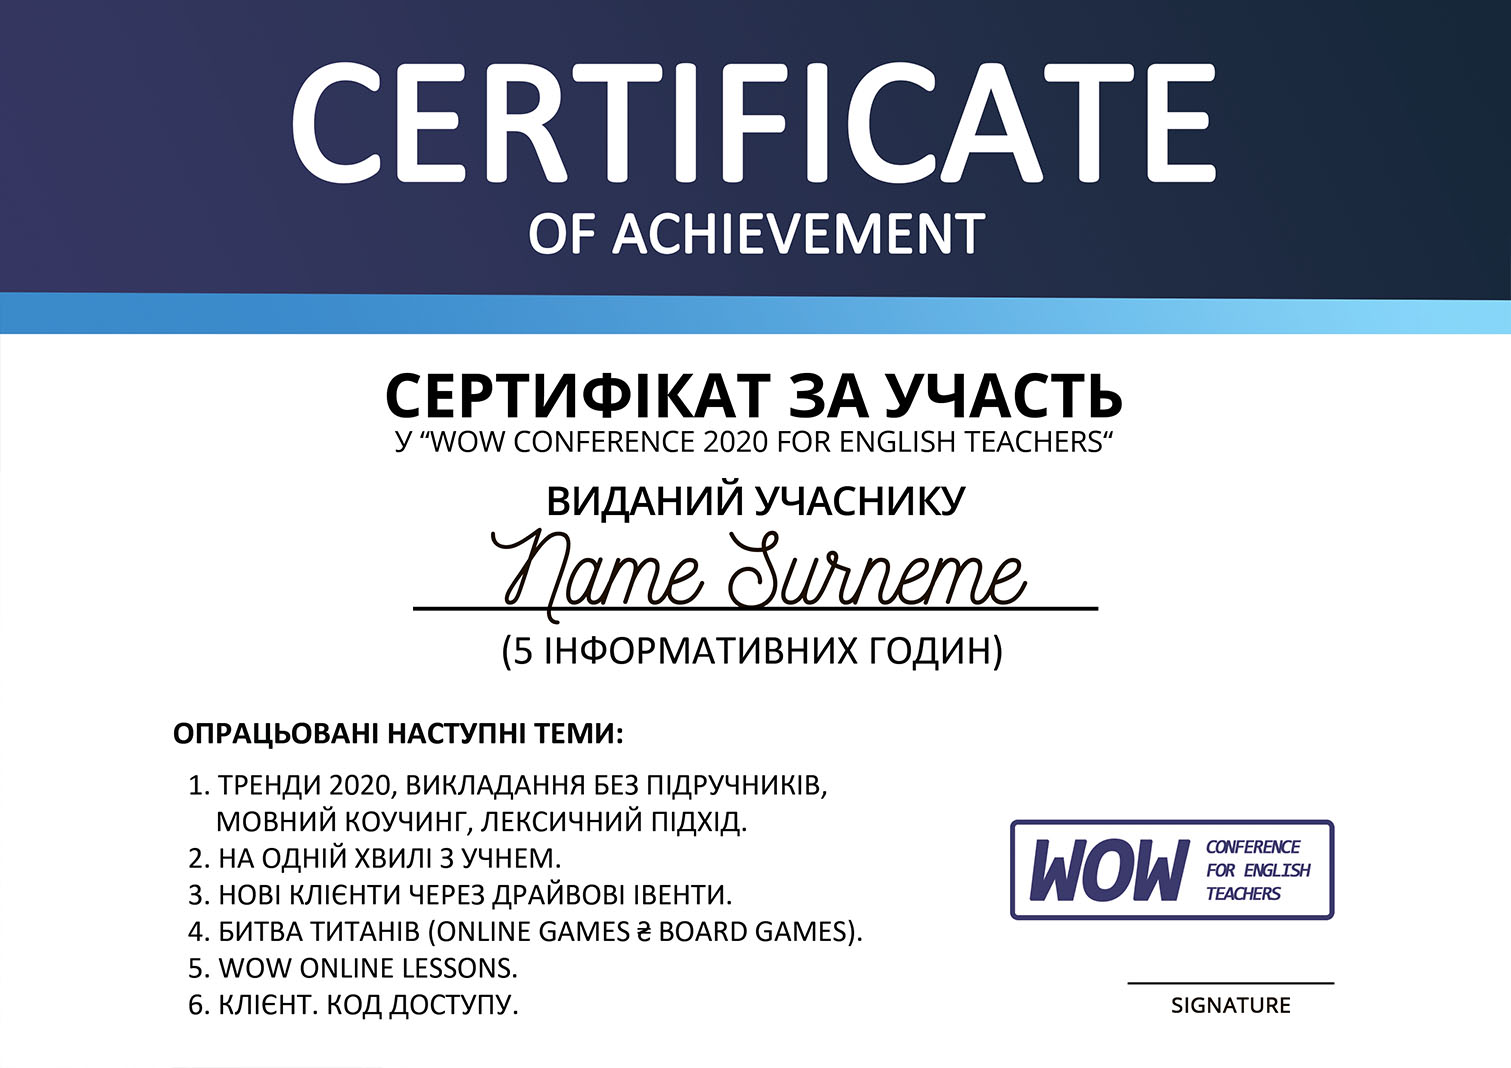 CERTIFICATE
OF ACHIEVEMENT
СЕРТИФІКАТ ЗА УЧАСТЬ
У “WOW CONFERENCE 2020 FOR ENGLISH TEACHERS“
ВИДАНИЙ УЧАСНИКУ
Name Surneme
(5 ІНФОРМАТИВНИХ ГОДИН)
ОПРАЦЬОВАНІ НАСТУПНІ ТЕМИ:
1. ТРЕНДИ 2020, ВИКЛАДАННЯ БЕЗ ПІДРУЧНИКІВ,
МОВНИЙ КОУЧИНГ, ЛЕКСИЧНИЙ ПІДХІД.
2. НА ОДНІЙ ХВИЛІ З УЧНЕМ.
3. НОВІ КЛІЄНТИ ЧЕРЕЗ ДРАЙВОВІ ІВЕНТИ.
4. БИТВА ТИТАНІВ (ONLINE GAMES ₴ BOARD GAMES).
5. WOW ONLINE LESSONS.
6. КЛІЄНТ. КОД ДОСТУПУ.
WOW
CONFERENCE
FOR ENGLISH
TEACHERS
SIGNATURE